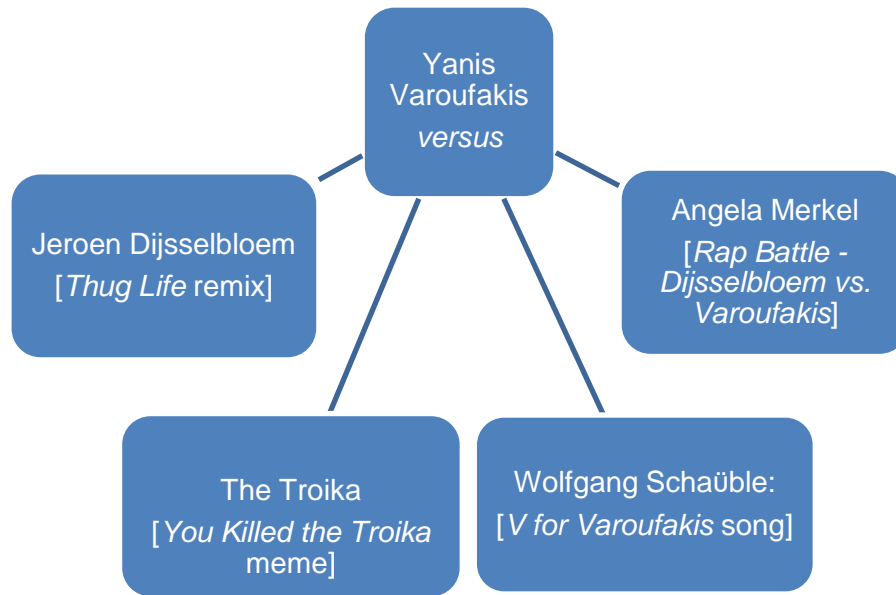 Yanis
Varoufakis
versus
Jeroen Dijsselbloem
[Thug Life remix]
Angela Merkel
[Rap Battle -
Dijsselbloem vs.
Varoufakis]
The Troika
[You Killed the Troika
meme]
Wolfgang Schaüble:
[V for Varoufakis song]